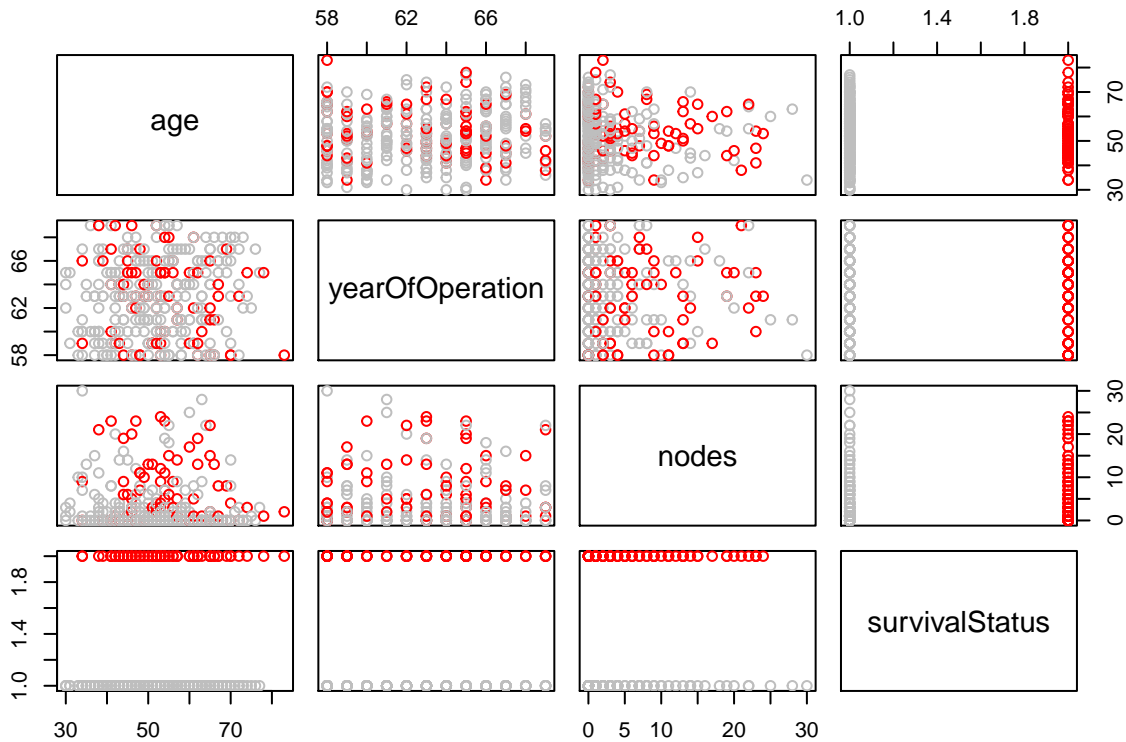 58 62 66 1.0 1.4 1.8
age
30 50 70
58 62 66
yearOfOperation
nodes
0 10 20 30
1.0 1.4 1.8
survivalStatus
30 50 70 0 5 10 20 30